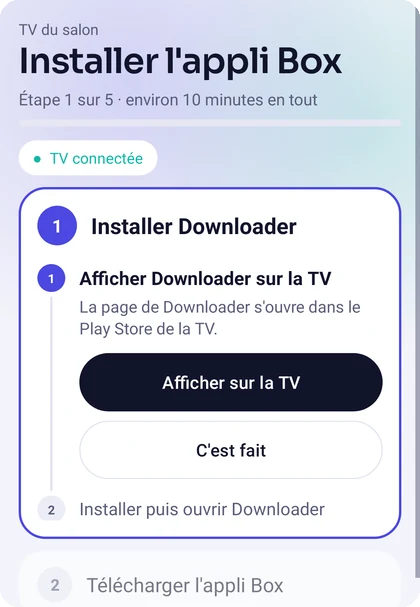 TV du salon
Installer l'appli Box
Étape 1 sur 5 · environ 10 minutes en tout
TV connectée
1 Installer Downloader
1 Afficher Downloader sur la TV
La page de Downloader s'ouvre dans le
Play Store de la TV.
Afficher sur la TV
C'est fait
2 Installer puis ouvrir Downloader
2 Télécharger l'appli Box